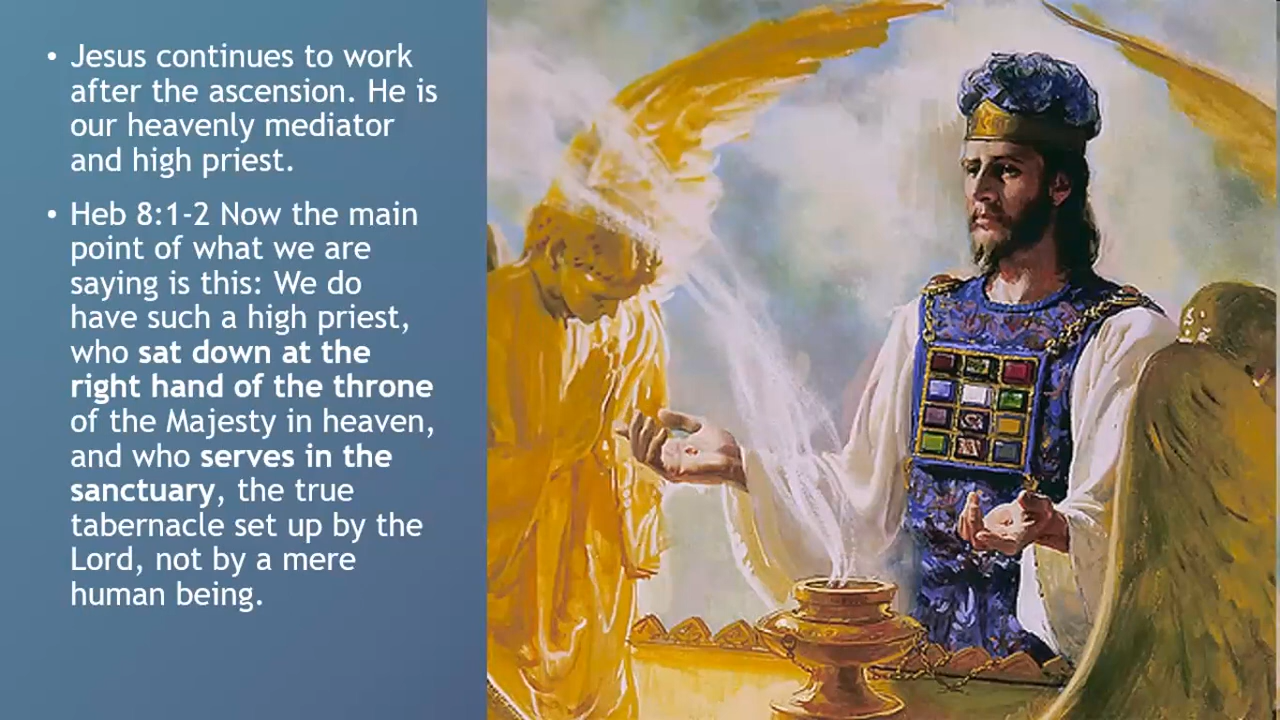 • Jesus continues to work
after the ascension. He is
our heavenly mediator
and high priest.
• Heb 8:1-2 Now the main
point of what we are
saying is this: We do
have such a high priest,
who sat down at the
right hand of the throne
of the Majesty in heaven,
and who serves in the
sanctuary, the true
tabernacle set up by the
Lord, not by a mere
human being.